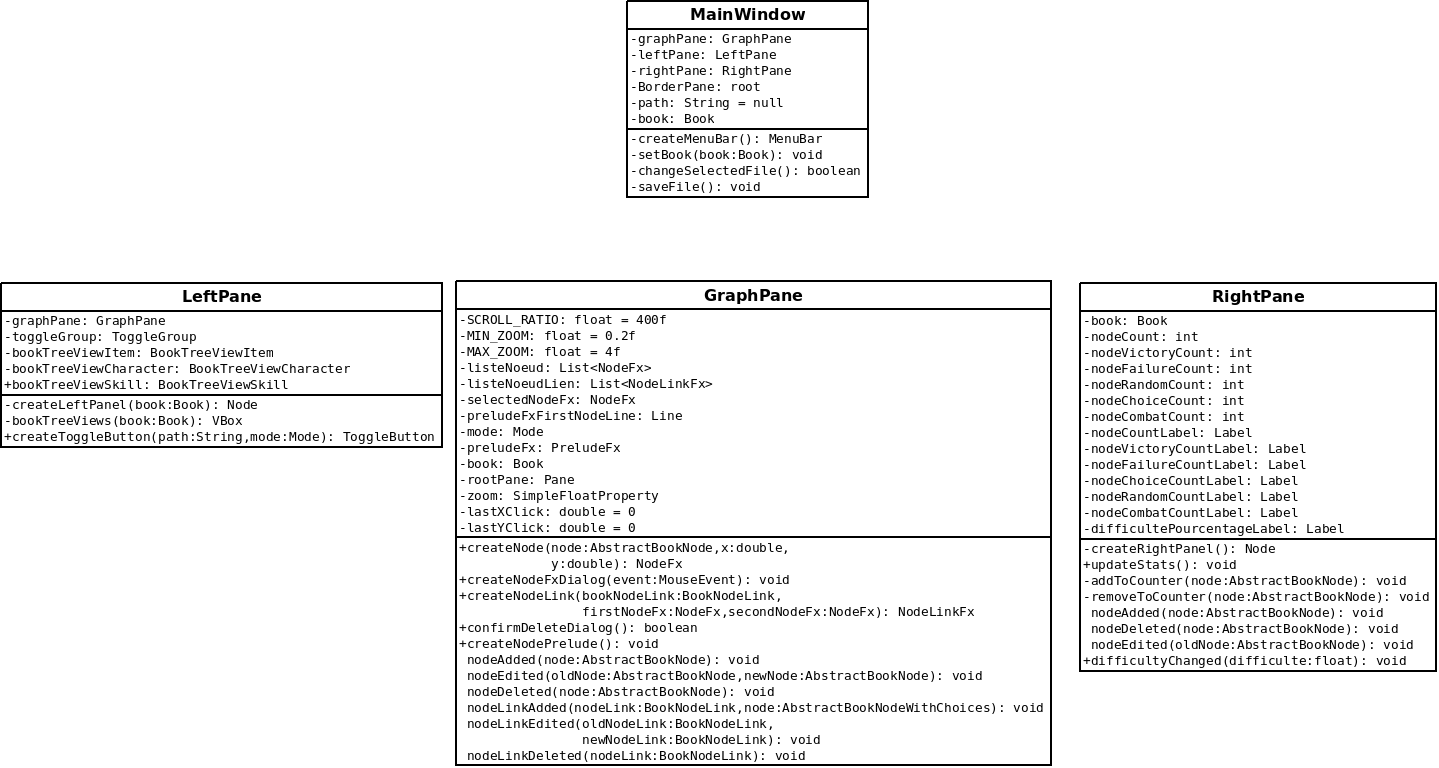 MainWindow
-graphPane: GraphPane
-leftPane: LeftPane
-rightPane: RightPane
-BorderPane: root
-path: String = null
-book: Book
-createMenuBar(): MenuBar
-setBook(book:Book): void
-changeSelectedFile(): boolean
-saveFile(): void
LeftPane
-graphPane: GraphPane
-toggleGroup: ToggleGroup
-bookTreeViewItem: BookTreeViewItem
-bookTreeViewCharacter: BookTreeViewCharacter
+bookTreeViewSkill: BookTreeViewSkill
-createLeftPanel(book:Book): Node
-bookTreeViews(book:Book): VBox
+createToggleButton(path:String,mode:Mode): ToggleButton
GraphPane
-SCROLL_RATIO: float = 400f
-MIN_ZOOM: float = 0.2f
-MAX_ZOOM: float = 4f
-listeNoeud: List<NodeFx>
-listeNoeudLien: List<NodeLinkFx>
-selectedNodeFx: NodeFx
-preludeFxFirstNodeLine: Line
-mode: Mode
-preludeFx: PreludeFx
-book: Book
-rootPane: Pane
-zoom: SimpleFloatProperty
-lastXClick: double = 0
-lastYClick: double = 0
+createNode(node:AbstractBookNode,x:double,
y:double): NodeFx
+createNodeFxDialog(event:MouseEvent): void
+createNodeLink(bookNodeLink:BookNodeLink,
firstNodeFx:NodeFx,secondNodeFx:NodeFx): NodeLinkFx
+confirmDeleteDialog(): boolean
+createNodePrelude(): void
nodeAdded(node:AbstractBookNode): void
nodeEdited(oldNode:AbstractBookNode,newNode:AbstractBookNode): void
nodeDeleted(node:AbstractBookNode): void
nodeLinkAdded(nodeLink:BookNodeLink,node:AbstractBookNodeWithChoices): void
nodeLinkEdited(oldNodeLink:BookNodeLink,
newNodeLink:BookNodeLink): void
nodeLinkDeleted(nodeLink:BookNodeLink): void
RightPane
-book: Book
-nodeCount: int
-nodeVictoryCount: int
-nodeFailureCount: int
-nodeRandomCount: int
-nodeChoiceCount: int
-nodeCombatCount: int
-nodeCountLabel: Label
-nodeVictoryCountLabel: Label
-nodeFailureCountLabel: Label
-nodeChoiceCountLabel: Label
-nodeRandomCountLabel: Label
-nodeCombatCountLabel: Label
-difficultePourcentageLabel: Label
-createRightPanel(): Node
+updateStats(): void
-addToCounter(node:AbstractBookNode): void
-removeToCounter(node:AbstractBookNode): void
nodeAdded(node:AbstractBookNode): void
nodeDeleted(node:AbstractBookNode): void
nodeEdited(oldNode:AbstractBookNode): void
+difficultyChanged(difficulte:float): void